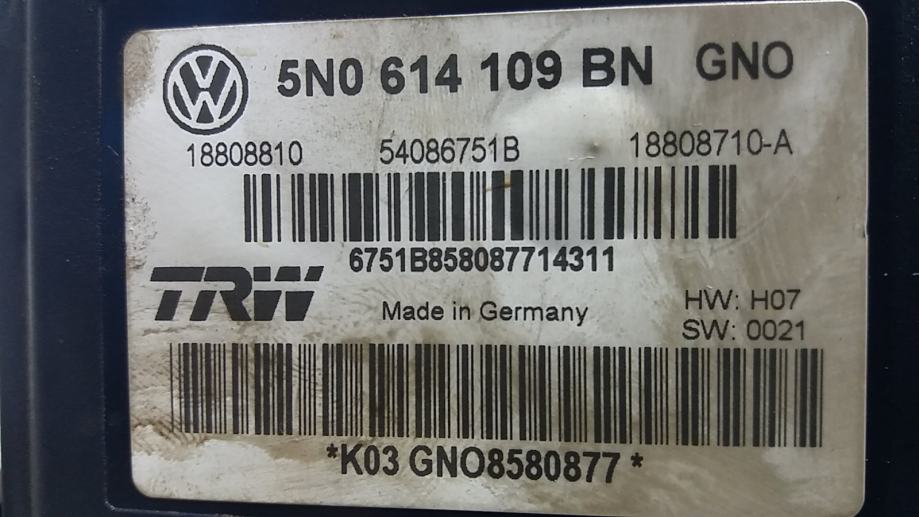 5N0 614 109 BN GNO
18808810 54086751B 18808710-A
6751B858087714311
TRW
Made in Germany
HW: H07
SW: 0021
*K03 GNO8580877 *